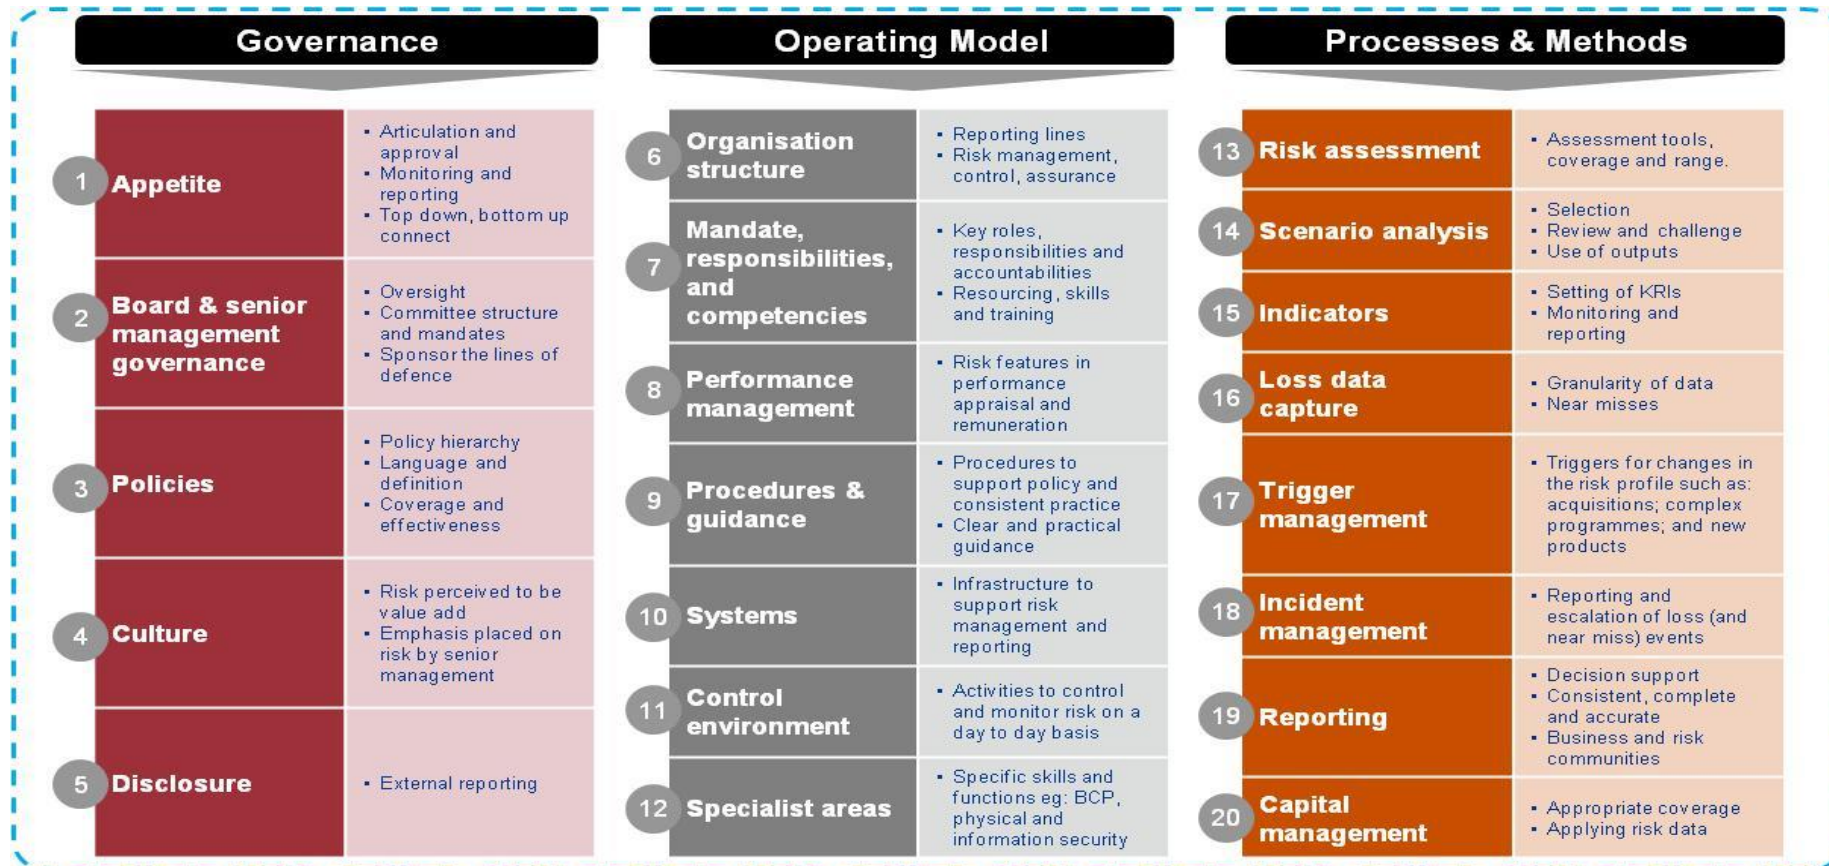 Governance
1
Appetite
▪ Articulation and
approval
▪ Monitoring and
reporting
▪ Top down, bottom up
connect
2
Board & senior
management
governance
▪ Oversight
▪ Committee structure
and mandates
▪ Sponsor the lines of
defence
3
Policies
▪ Policy hierarchy
▪ Language and
definition
▪ Coverage and
effectiveness
4
Culture
▪ Risk perceived to be
value add
▪ Emphasis placed on
risk by senior
management
5
Disclosure
▪ External reporting
Operating Model
6
Organisation
structure
▪ Reporting lines
▪ Risk management,
control, assurance
7
Mandate,
responsibilities,
and
competencies
▪ Key roles,
responsibilities and
accountabilities
▪ Resourcing, skills
and training
8
Performance
management
▪ Risk features in
performance
appraisal and
remuneration
9
Procedures &
guidance
▪ Procedures to
support policy and
consistent practice
▪ Clear and practical
guidance
10
Systems
▪ Infrastructure to
support risk
management and
reporting
11
Control
environment
▪ Activities to control
and monitor risk on a
day to day basis
12
Specialist areas
▪ Specific skills and
functions eg: BCP,
physical and
information security
Processes & Methods
13
Risk assessment
▪ Assessment tools,
coverage and range.
14
Scenario analysis
▪ Selection
▪ Review and challenge
▪ Use of outputs
15
Indicators
▪ Setting of KRIs
▪ Monitoring and
reporting
16
Loss data
capture
▪ Granularity of data
▪ Near misses
17
Trigger
management
▪ Triggers for changes in
the risk profile such as:
acquisitions; complex
programmes; and new
products
18
Incident
management
▪ Reporting and
escalation of loss (and
near miss) events
19
Reporting
▪ Decision support
▪ Consistent, complete
and accurate
▪ Business and risk
communities
20
Capital
management
▪ Appropriate coverage
▪ Applying risk data